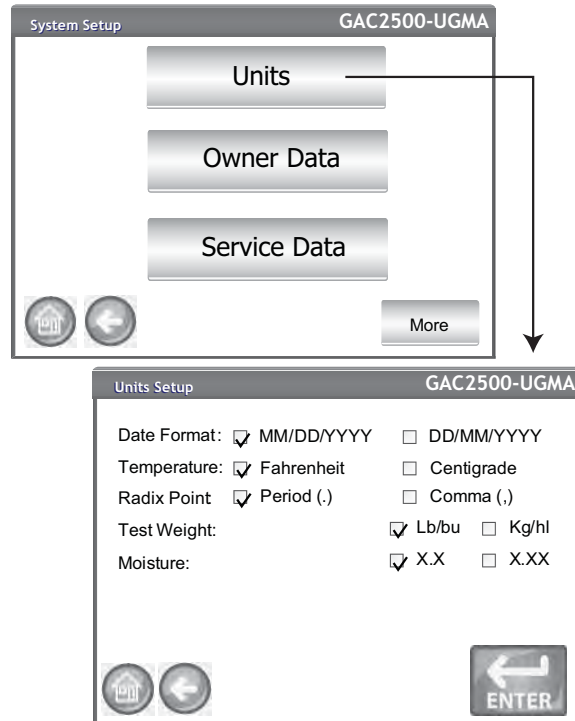 System Setup GAC2500-UGMA
Units
Owner Data
Service Data
More
Units Setup GAC2500-UGMA
Date Format: MM/DD/YYYY DD/MM/YYYY
Temperature: Fahrenheit Centigrade
Radix Point Period (.) Comma (,)
Test Weight: Lb/bu Kg/hl
Moisture: X.X X.XX
ENTER